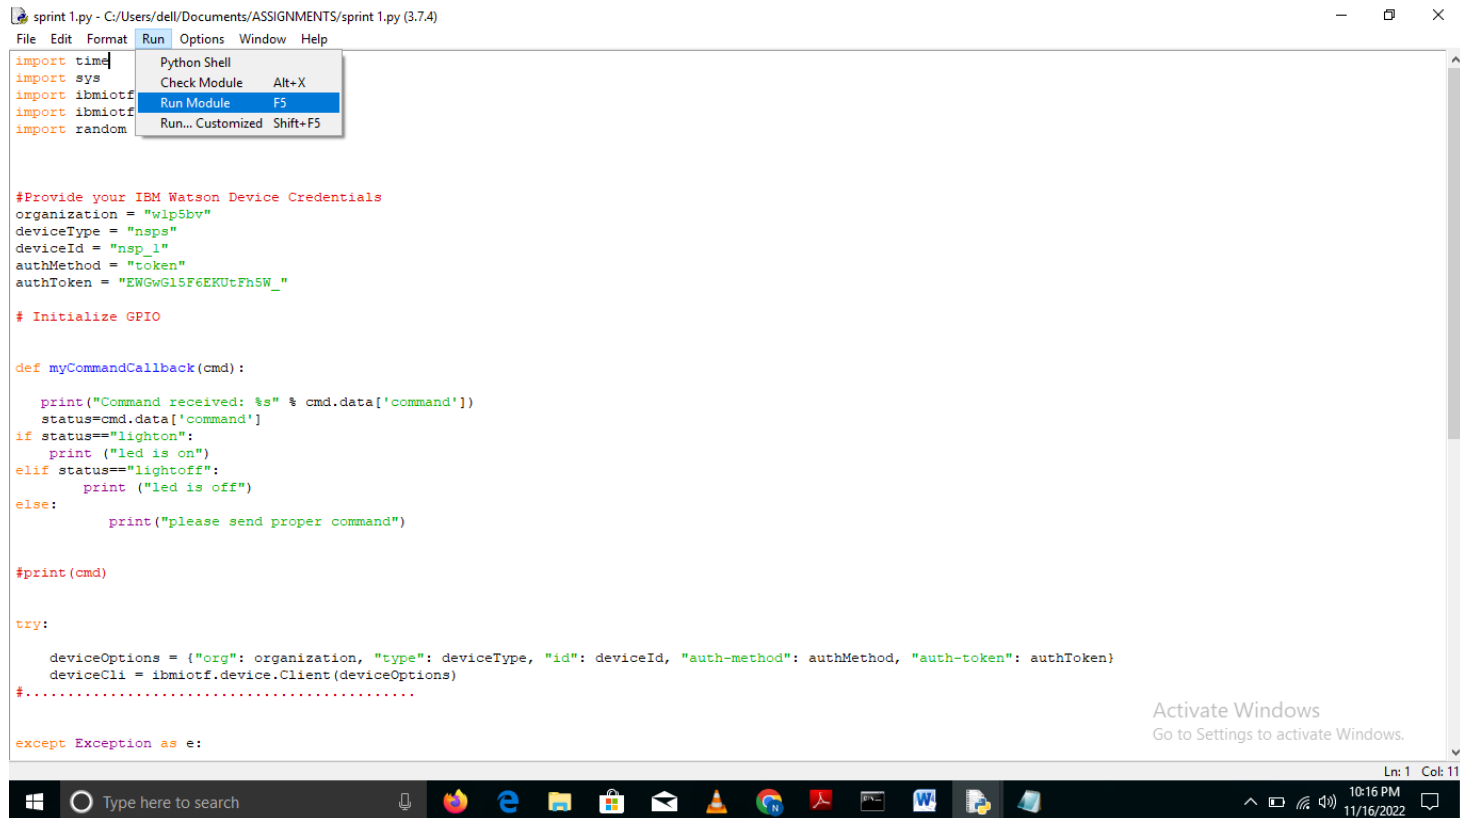 sprint 1.py - C:/Users/dell/Documents/ASSIGNMENTS/sprint 1.py (3.7.4)
File Edit Format Run Options Window Help
import time
import sys
import ibmiotf
import ibmiotf
import random
Python Shell
Check Module Alt+X
Run Module F5
Run... Customized Shift+F5
#Provide your IBM Watson Device Credentials
organization = "wlp5bv"
deviceType = "nsps"
deviceId = "nsp_1"
authMethod = "token"
authToken = "EWGwGl5F6EKUtFh5W_"
# Initialize GPIO
def myCommandCallback(cmd):
print("Command received: %s" % cmd.data['command'])
status=cmd.data['command']
if status=="lighton":
print ("led is on")
elif status=="lightoff":
print ("led is off")
else:
print("please send proper command")
#print(cmd)
try:
deviceOptions = {"org": organization, "type": deviceType, "id": deviceId, "auth-method": authMethod, "auth-token": authToken}
deviceCli = ibmiotf.device.Client(deviceOptions)
#..............................................
except Exception as e:
Activate Windows
Go to Settings to activate Windows.
Ln: 1 Col: 11
Type here to search
10:16 PM
11/16/2022